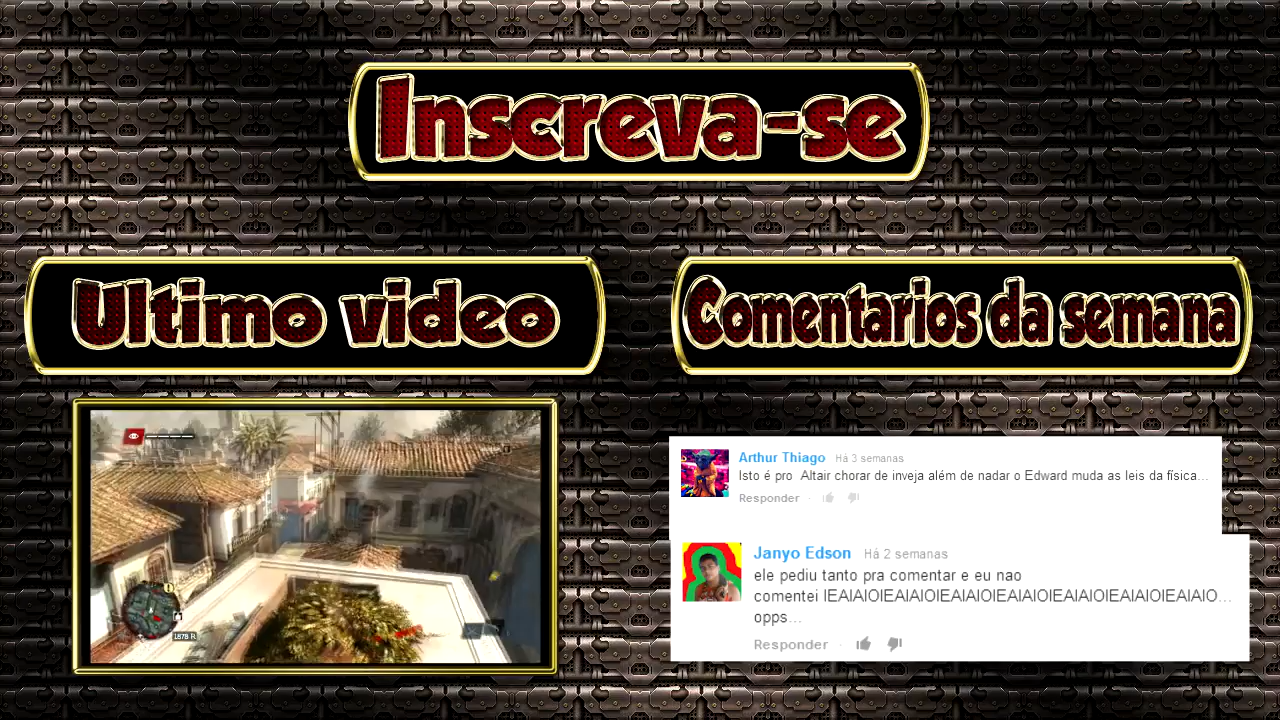 Inscreva-se
Ultimo video
Comentarios da semana
1878 R
Arthur Thiago Há 3 semanas
Isto é pro Altair chorar de inveja além de nadar o Edward muda as leis da física...
Responder
Janyo Edson Há 2 semanas
ele pediu tanto pra comentar e eu nao
comentei IEAIAIOIEAIAIOIEAIAIOIEAIAIOIEAIAIOIEAIAIOIEAIAIO...
opps...
Responder